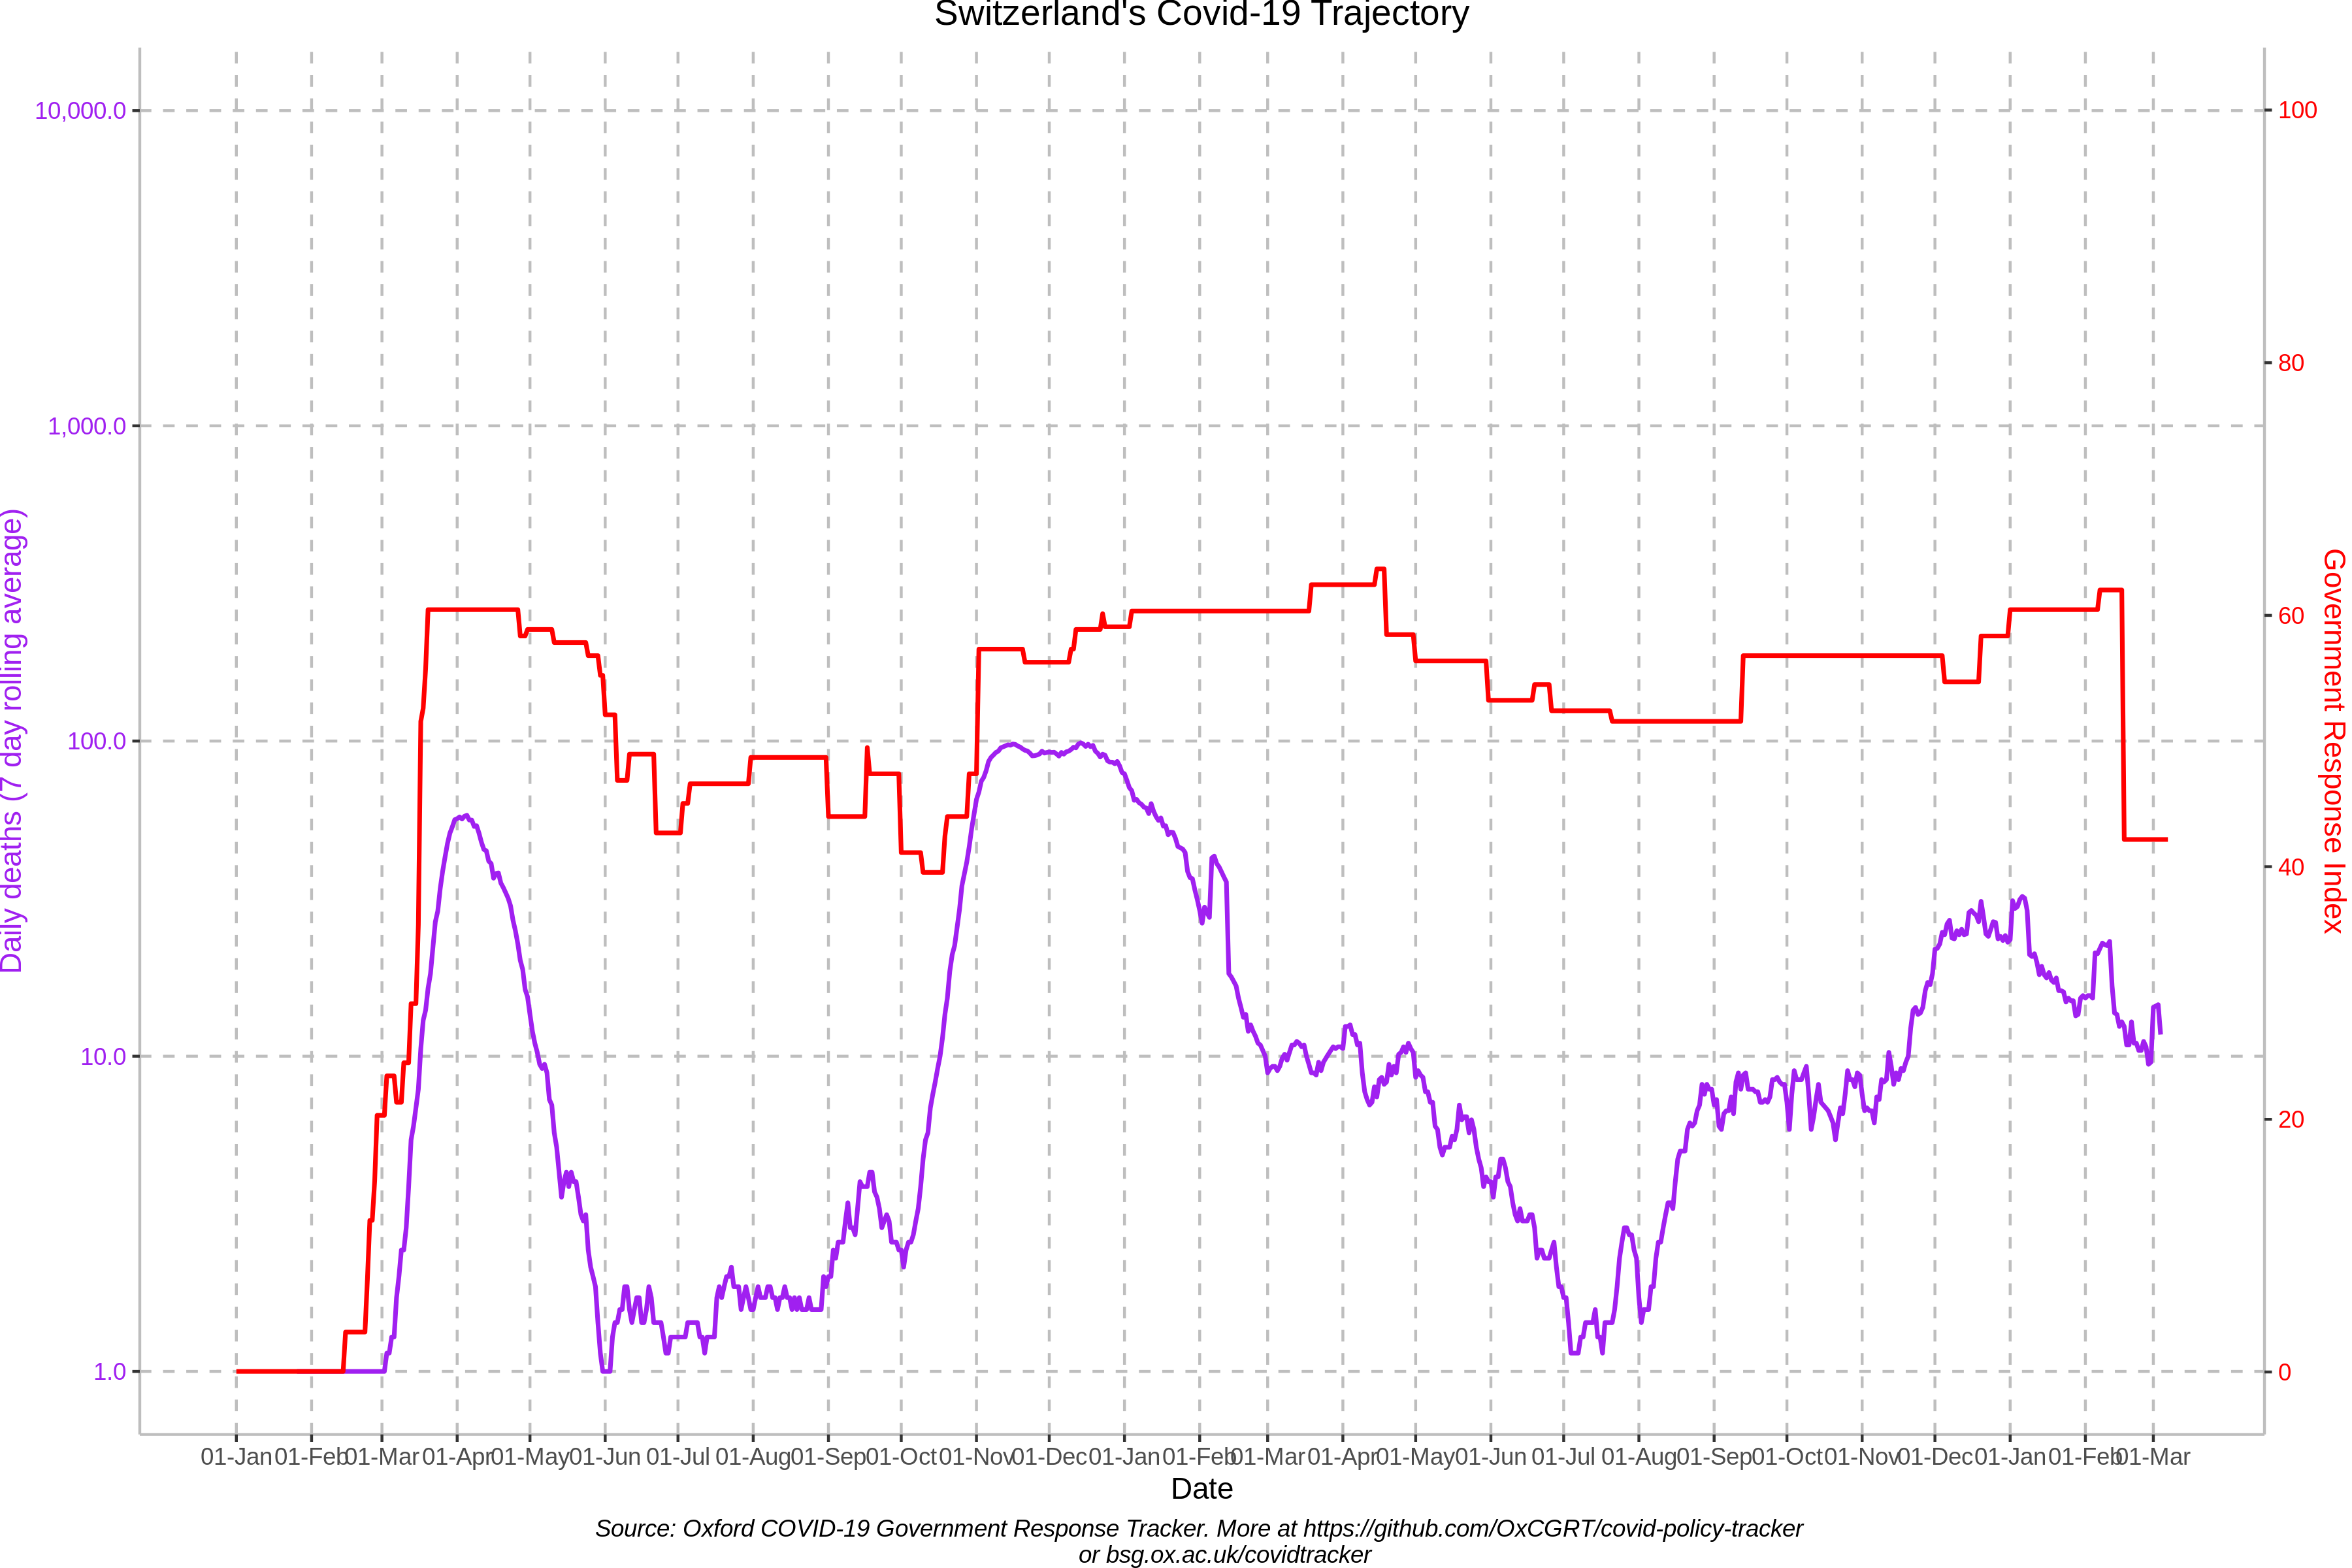 Switzerland's Covid-19 Trajectory
10,000.0
1,000.0
100.0
10.0
1.0
Daily deaths (7 day rolling average)
100
80
60
40
20
0
Government Response Index
01-Jan 01-Feb 01-Mar 01-Apr 01-May 01-Jun 01-Jul 01-Aug 01-Sep 01-Oct 01-Nov 01-Dec 01-Jan 01-Feb 01-Mar 01-Apr 01-May 01-Jun 01-Jul 01-Aug 01-Sep 01-Oct 01-Nov 01-Dec 01-Jan 01-Feb 01-Mar
Date
Source: Oxford COVID-19 Government Response Tracker. More at https://github.com/OxCGRT/covid-policy-tracker
or bsg.ox.ac.uk/covidtracker